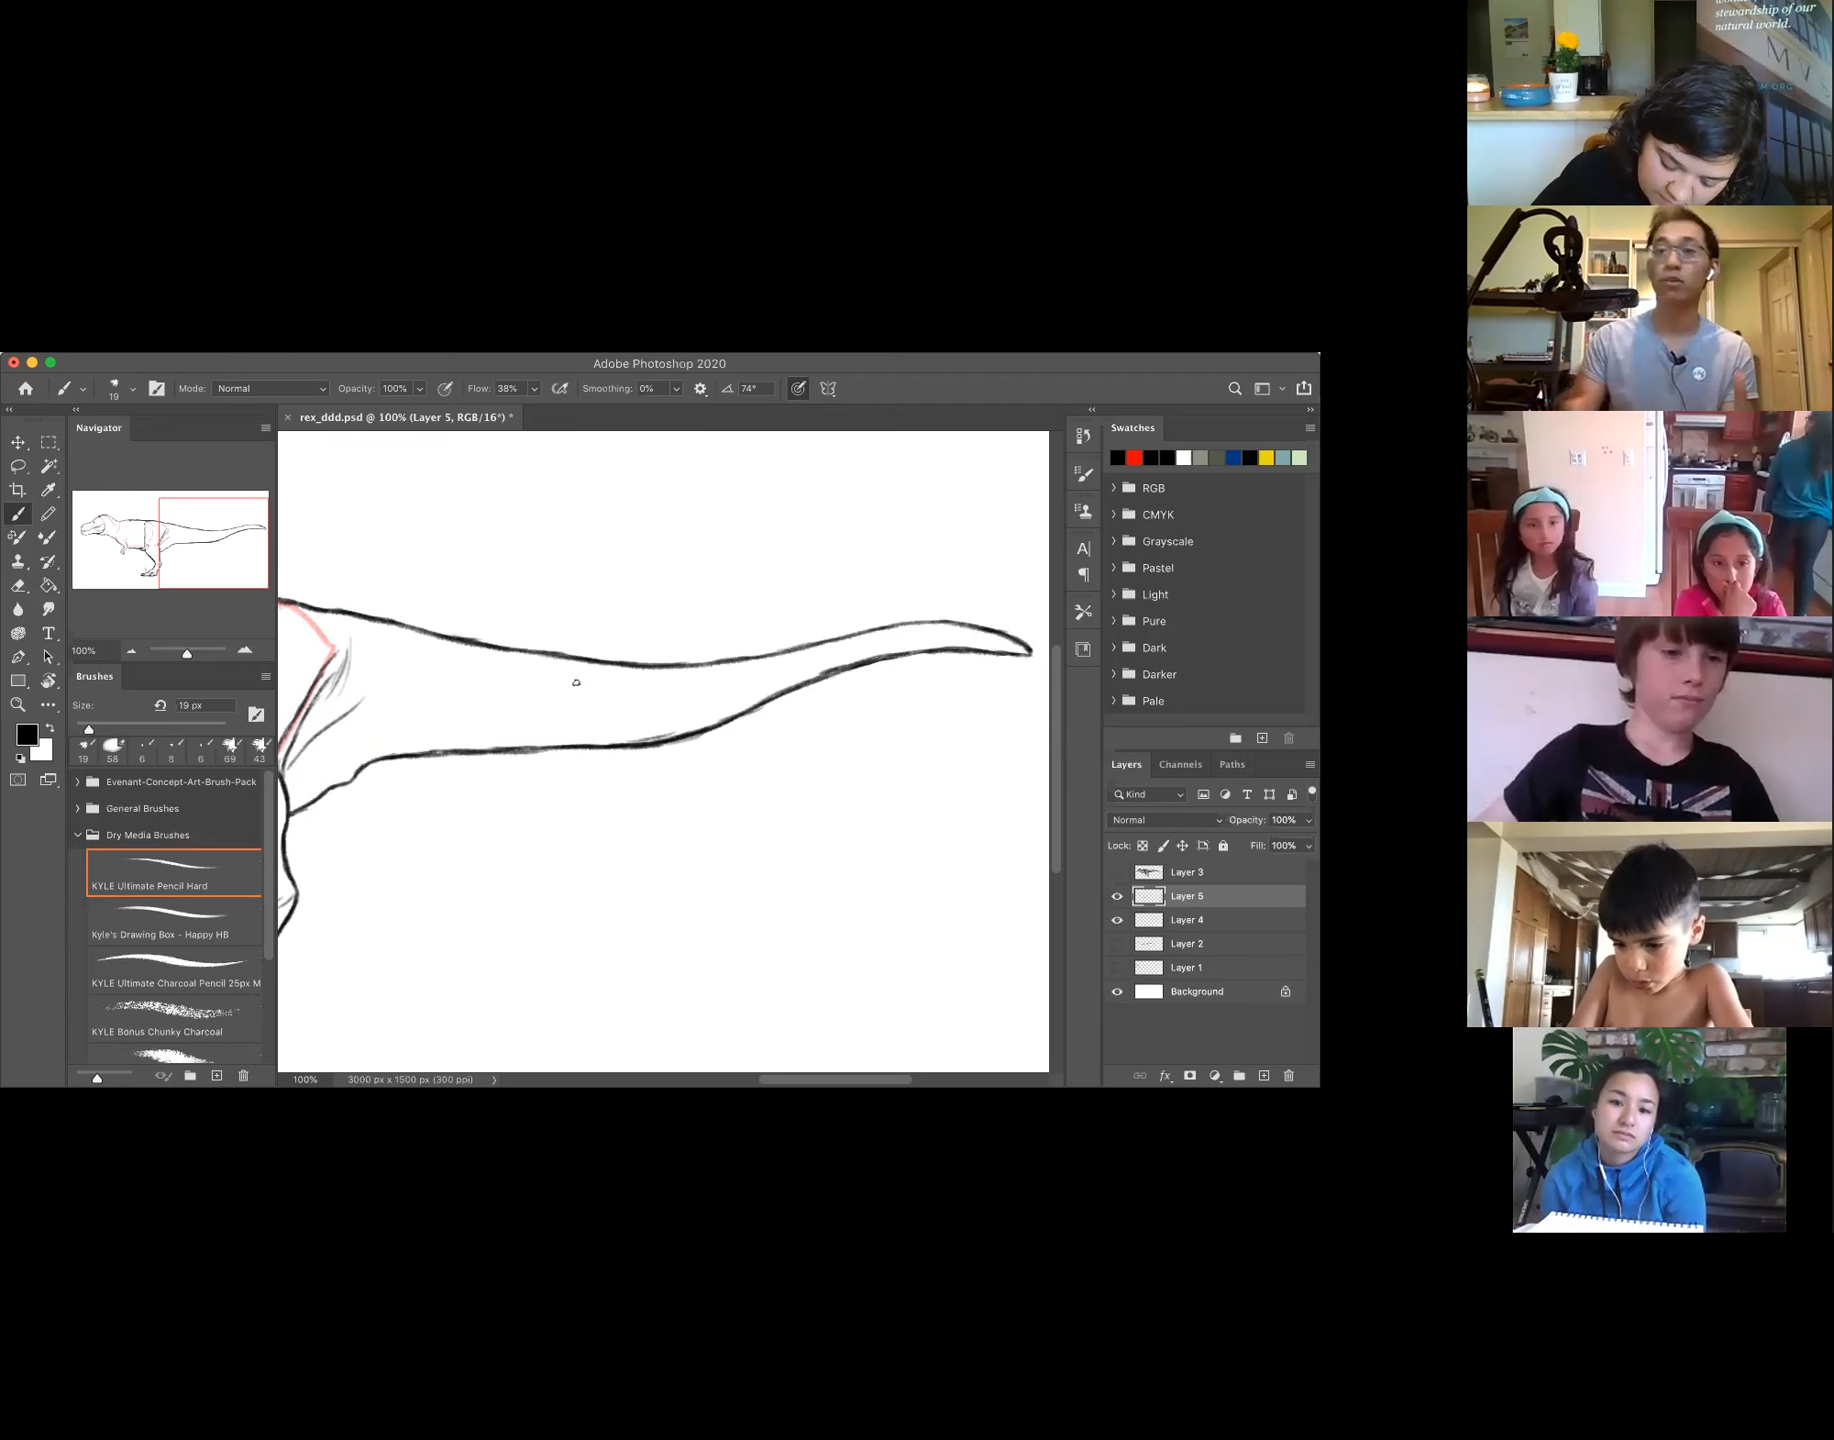 stewardship of our
natural world.
M.ORG
Adobe Photoshop 2020
19
Mode: Normal
Opacity: 100%
Flow: 38%
Smoothing: 0%
74°
rex_ddd.psd @ 100% (Layer 5, RGB/16*) *
Navigator
100%
Brushes
Size: 19 px
19 58 6 8 6 69 43
Evenant-Concept-Art-Brush-Pack
General Brushes
Dry Media Brushes
KYLE Ultimate Pencil Hard
Kyle's Drawing Box - Happy HB
KYLE Ultimate Charcoal Pencil 25px M
KYLE Bonus Chunky Charcoal
100% 3000 px x 1500 px (300 ppi)
Swatches
RGB
CMYK
Grayscale
Pastel
Light
Pure
Dark
Darker
Pale
Layers Channels Paths
Kind
Normal Opacity: 100%
Lock: Fill: 100%
Layer 3
Layer 5
Layer 4
Layer 2
Layer 1
Background